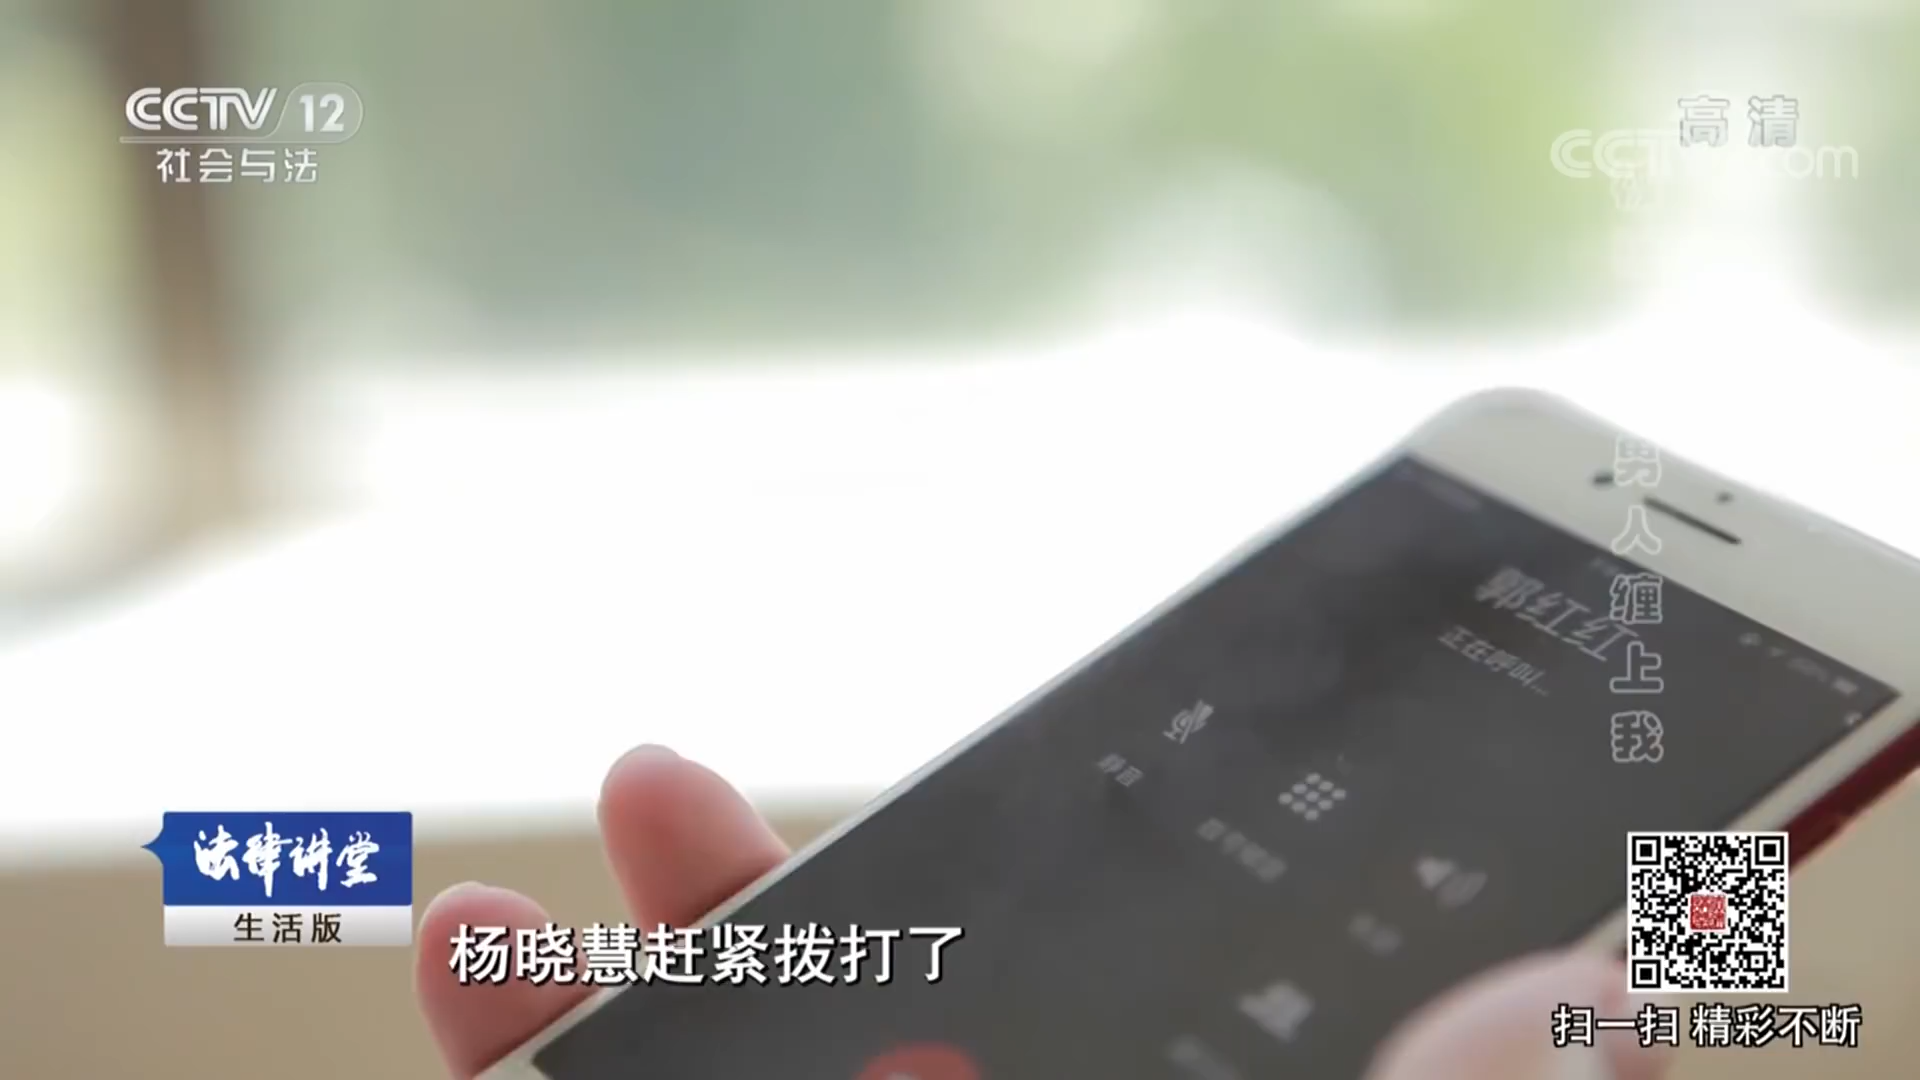 CCTV 12
社会与法
高清
男人缠上我
郭红红
正在呼叫...
静音
法律讲堂
生活版
杨晓慧赶紧拨打了
扫一扫 精彩不断